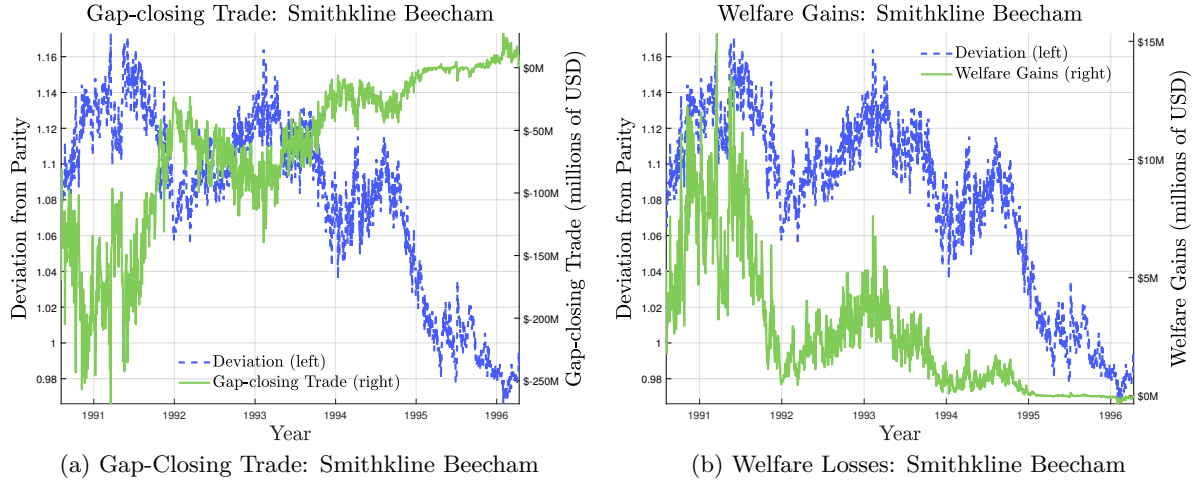 Gap-closing Trade: Smithkline Beecham
Deviation from Parity
1.16
1.14
1.12
1.1
1.08
1.06
1.04
1.02
1
0.98
$0M
$-50M
$-100M
$-150M
$-200M
$-250M
Gap-closing Trade (millions of USD)
Deviation (left)
Gap-closing Trade (right)
1991 1992 1993 1994 1995 1996
Year
(a) Gap-Closing Trade: Smithkline Beecham
Welfare Gains: Smithkline Beecham
Deviation from Parity
1.16
1.14
1.12
1.1
1.08
1.06
1.04
1.02
1
0.98
$15M
$10M
$5M
$0M
Welfare Gains (millions of USD)
Deviation (left)
Welfare Gains (right)
1991 1992 1993 1994 1995 1996
Year
(b) Welfare Losses: Smithkline Beecham